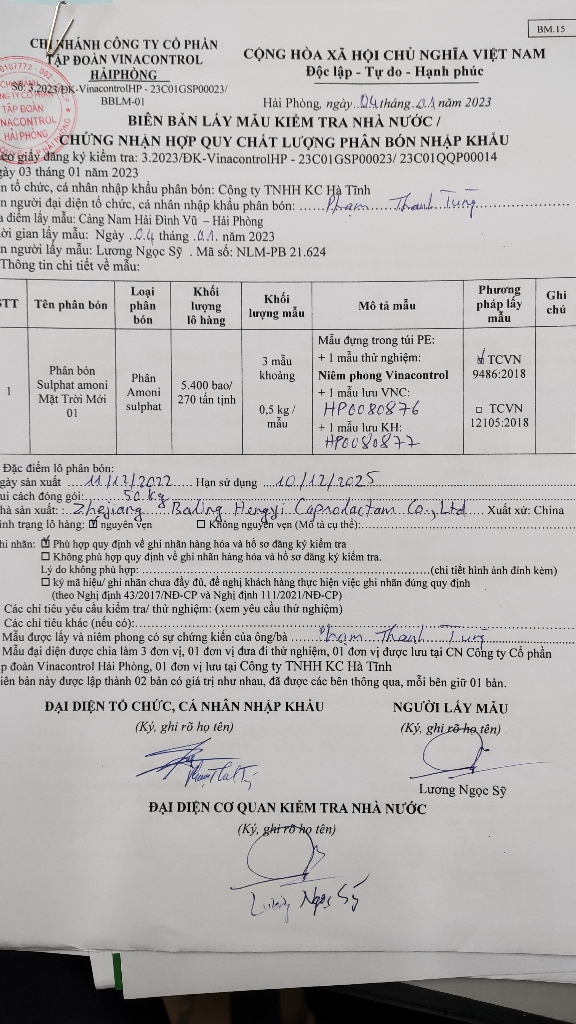 BM.15
CHI NHÁNH CÔNG TY CỔ PHẦN
TẬP ĐOÀN VINACONTROL
HẢI PHÒNG
Số: 3.2023/ĐK-VinacontrolHP - 23C01GSP00023/
BBLM-01
CỘNG HÒA XÃ HỘI CHỦ NGHĨA VIỆT NAM
Độc lập - Tự do - Hạnh phúc
Hải Phòng, ngày 04 tháng 01 năm 2023
BIÊN BẢN LẤY MẪU KIỂM TRA NHÀ NƯỚC /
CHỨNG NHẬN HỢP QUY CHẤT LƯỢNG PHÂN BÓN NHẬP KHẨU
eo giấy đăng ký kiểm tra: 3.2023/ĐK-VinacontrolHP - 23C01GSP00023/ 23C01QQP00014
gày 03 tháng 01 năm 2023
n tổ chức, cá nhân nhập khẩu phân bón: Công ty TNHH KC Hà Tĩnh
n người đại diện tổ chức, cá nhân nhập khẩu phân bón: Phạm Thanh Tùng
a điểm lấy mẫu: Cảng Nam Hải Đình Vũ – Hải Phòng
ời gian lấy mẫu: Ngày 04 tháng 01 năm 2023
n người lấy mẫu: Lương Ngọc Sỹ . Mã số: NLM-PB 21.624
Thông tin chi tiết về mẫu:
STT Tên phân bón Loại phân bón Khối lượng lô hàng Khối lượng mẫu Mô tả mẫu Phương pháp lấy mẫu Ghi chú
1
Phân bón
Sulphat amoni
Mặt Trời Mới
01
Phân
Amoni
sulphat
5.400 bao/
270 tấn tịnh
3 mẫu
khoảng
0,5 kg /
mẫu
Mẫu đựng trong túi PE:
+ 1 mẫu thử nghiệm:
Niêm phong Vinacontrol
+ 1 mẫu lưu VNC:
HP0080876
+ 1 mẫu lưu KH:
HP0080877
☑ TCVN
9486:2018
☐ TCVN
12105:2018
Đặc điểm lô phân bón:
gày sản xuất 11/12/2022 Hạn sử dụng 10/12/2025
ui cách đóng gói: 50 kg
hà sản xuất: Zhejiang Baling Hengyi Caprolactam Co., Ltd Xuất xứ: China
ình trạng lô hàng: ☑ nguyên vẹn ☐ Không nguyên vẹn (Mô tả cụ thể):
hi nhãn: ☑ Phù hợp quy định về ghi nhãn hàng hóa và hồ sơ đăng ký kiểm tra
☐ Không phù hợp quy định về ghi nhãn hàng hóa và hồ sơ đăng ký kiểm tra.
Lý do không phù hợp: (chi tiết hình ảnh đính kèm)
☐ ký mã hiệu/ ghi nhãn chưa đầy đủ, đề nghị khách hàng thực hiện việc ghi nhãn đúng quy định
(theo Nghị định 43/2017/NĐ-CP và Nghị định 111/2021/NĐ-CP)
Các chỉ tiêu yêu cầu kiểm tra/ thử nghiệm: (xem yêu cầu thử nghiệm)
Các chỉ tiêu khác (nếu có):
Mẫu được lấy và niêm phong có sự chứng kiến của ông/bà Phạm Thanh Tùng
Mẫu đại diện được chia làm 3 đơn vị, 01 đơn vị đưa đi thử nghiệm, 01 đơn vị được lưu tại CN Công ty Cổ phần
p đoàn Vinacontrol Hải Phòng, 01 đơn vị lưu tại Công ty TNHH KC Hà Tĩnh
iên bản này được lập thành 02 bản có giá trị như nhau, đã được các bên thông qua, mỗi bên giữ 01 bản.
ĐẠI DIỆN TỔ CHỨC, CÁ NHÂN NHẬP KHẨU
(Ký, ghi rõ họ tên)
NGƯỜI LẤY MẪU
(Ký, ghi rõ họ tên)
Lương Ngọc Sỹ
ĐẠI DIỆN CƠ QUAN KIỂM TRA NHÀ NƯỚC
(Ký, ghi rõ họ tên)
Lương Ngọc Sỹ